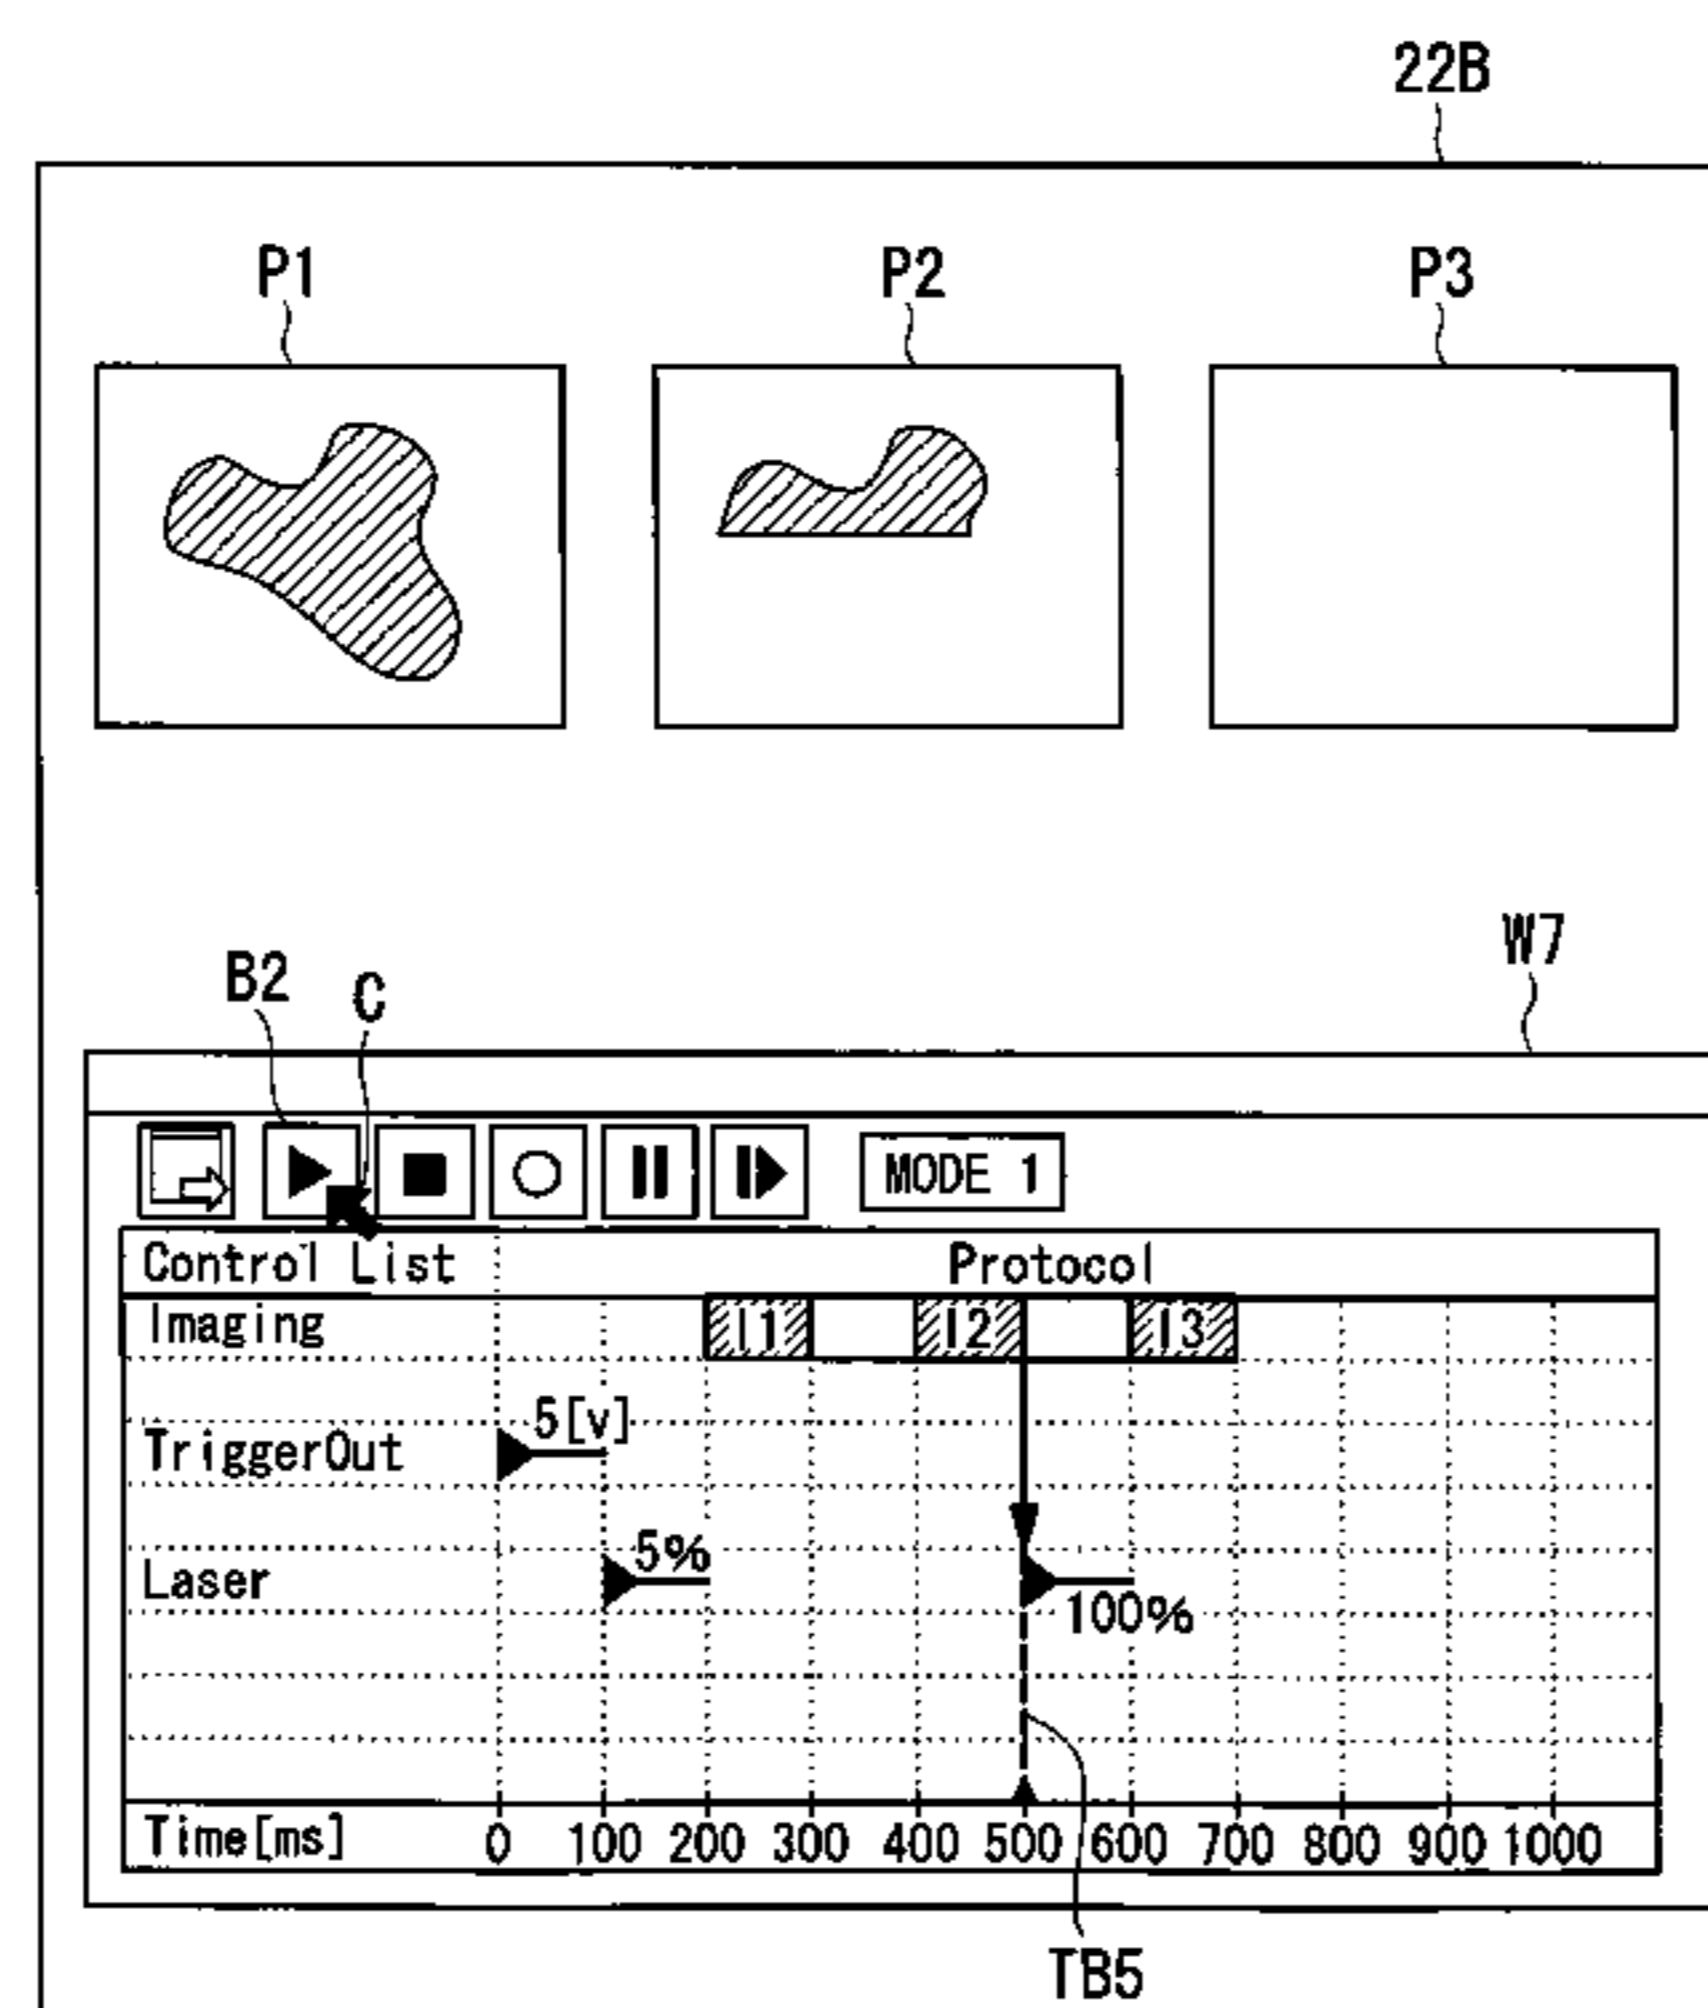 22B
P1 P2 P3
W7
B2 C
MODE 1
Control List Protocol
Imaging I1 I2 I3
5[v]
TriggerOut
5%
Laser
100%
Time[ms] 0 100 200 300 400 500 600 700 800 900 1000
TB5